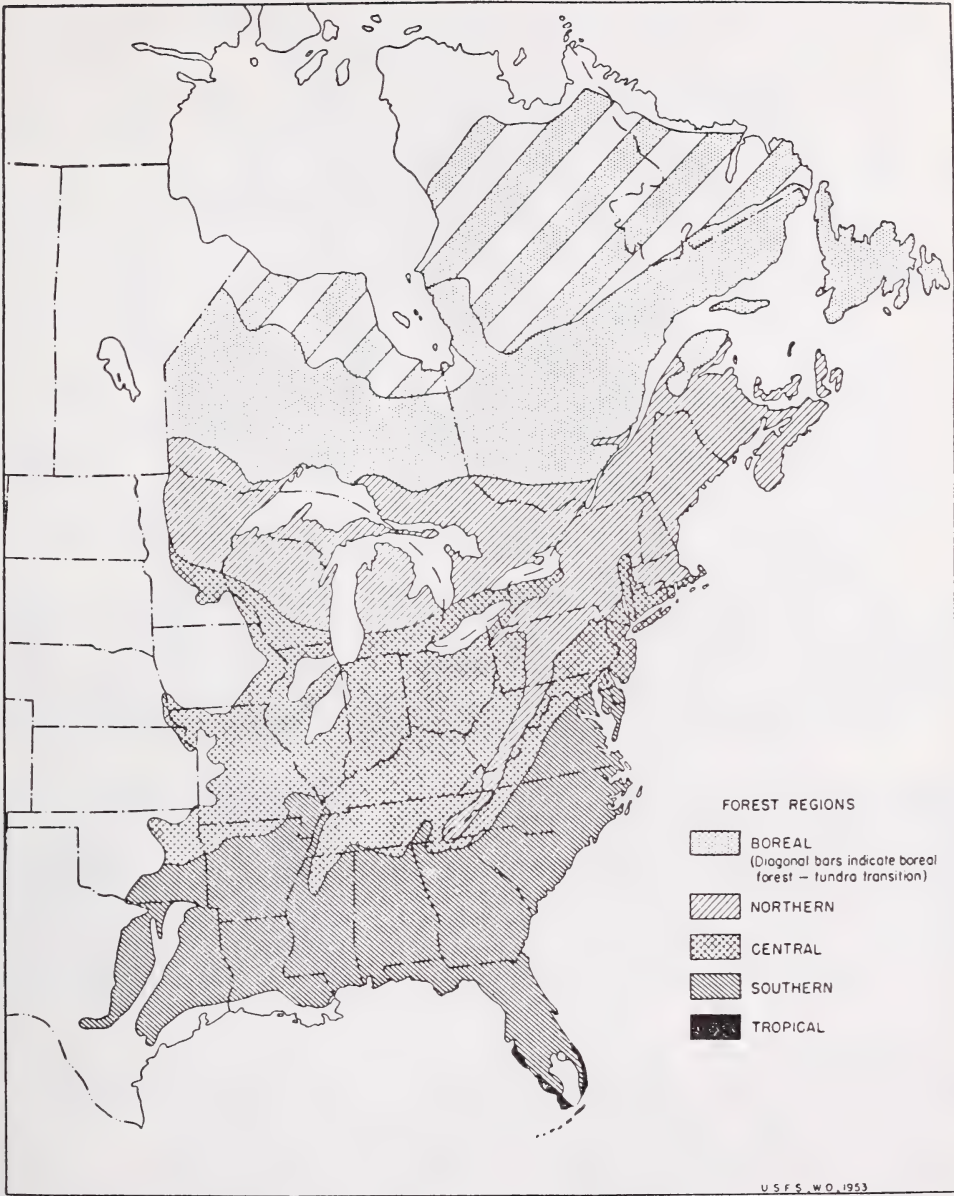 FOREST REGIONS
BOREAL
(Diagonal bars indicate boreal
forest – tundra transition)
NORTHERN
CENTRAL
SOUTHERN
TROPICAL
U S F S , W O , 1953